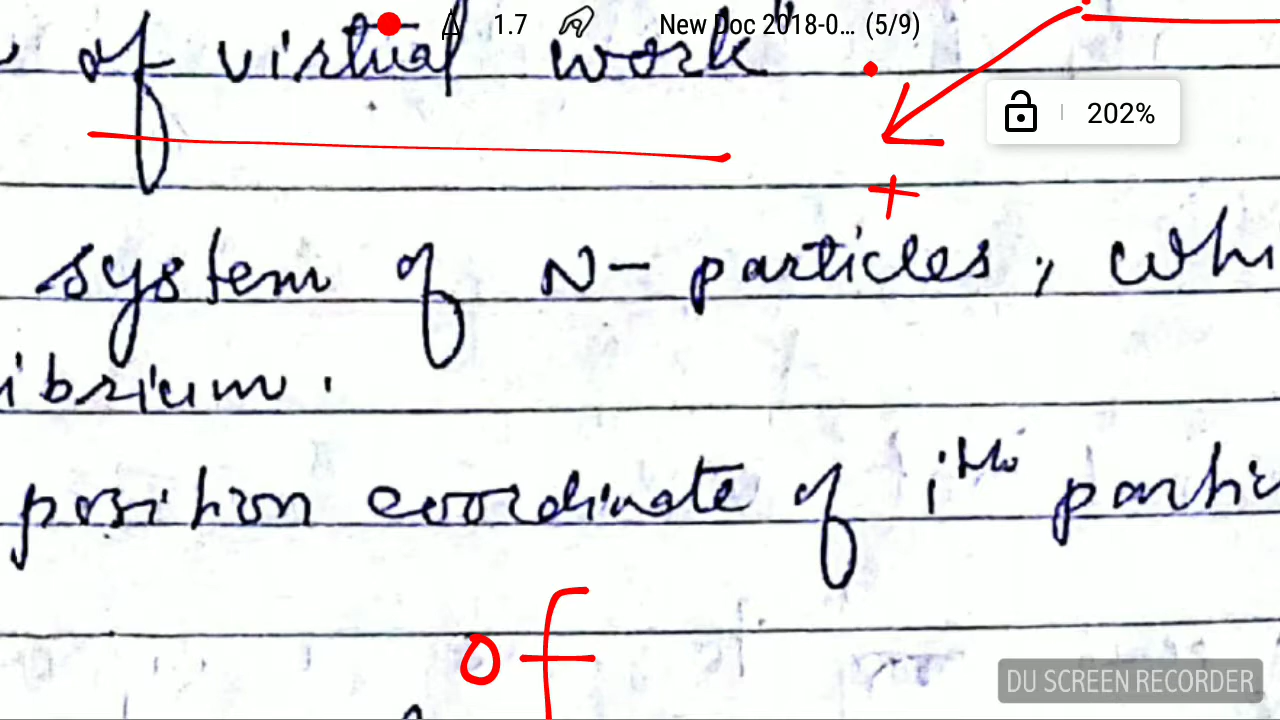 1.7 New Doc 2018-0... (5/9)
of virtual work"
202%
system of N-particles, whi
ibrium.
position coordinate of ith partic
of
DU SCREEN RECORDER